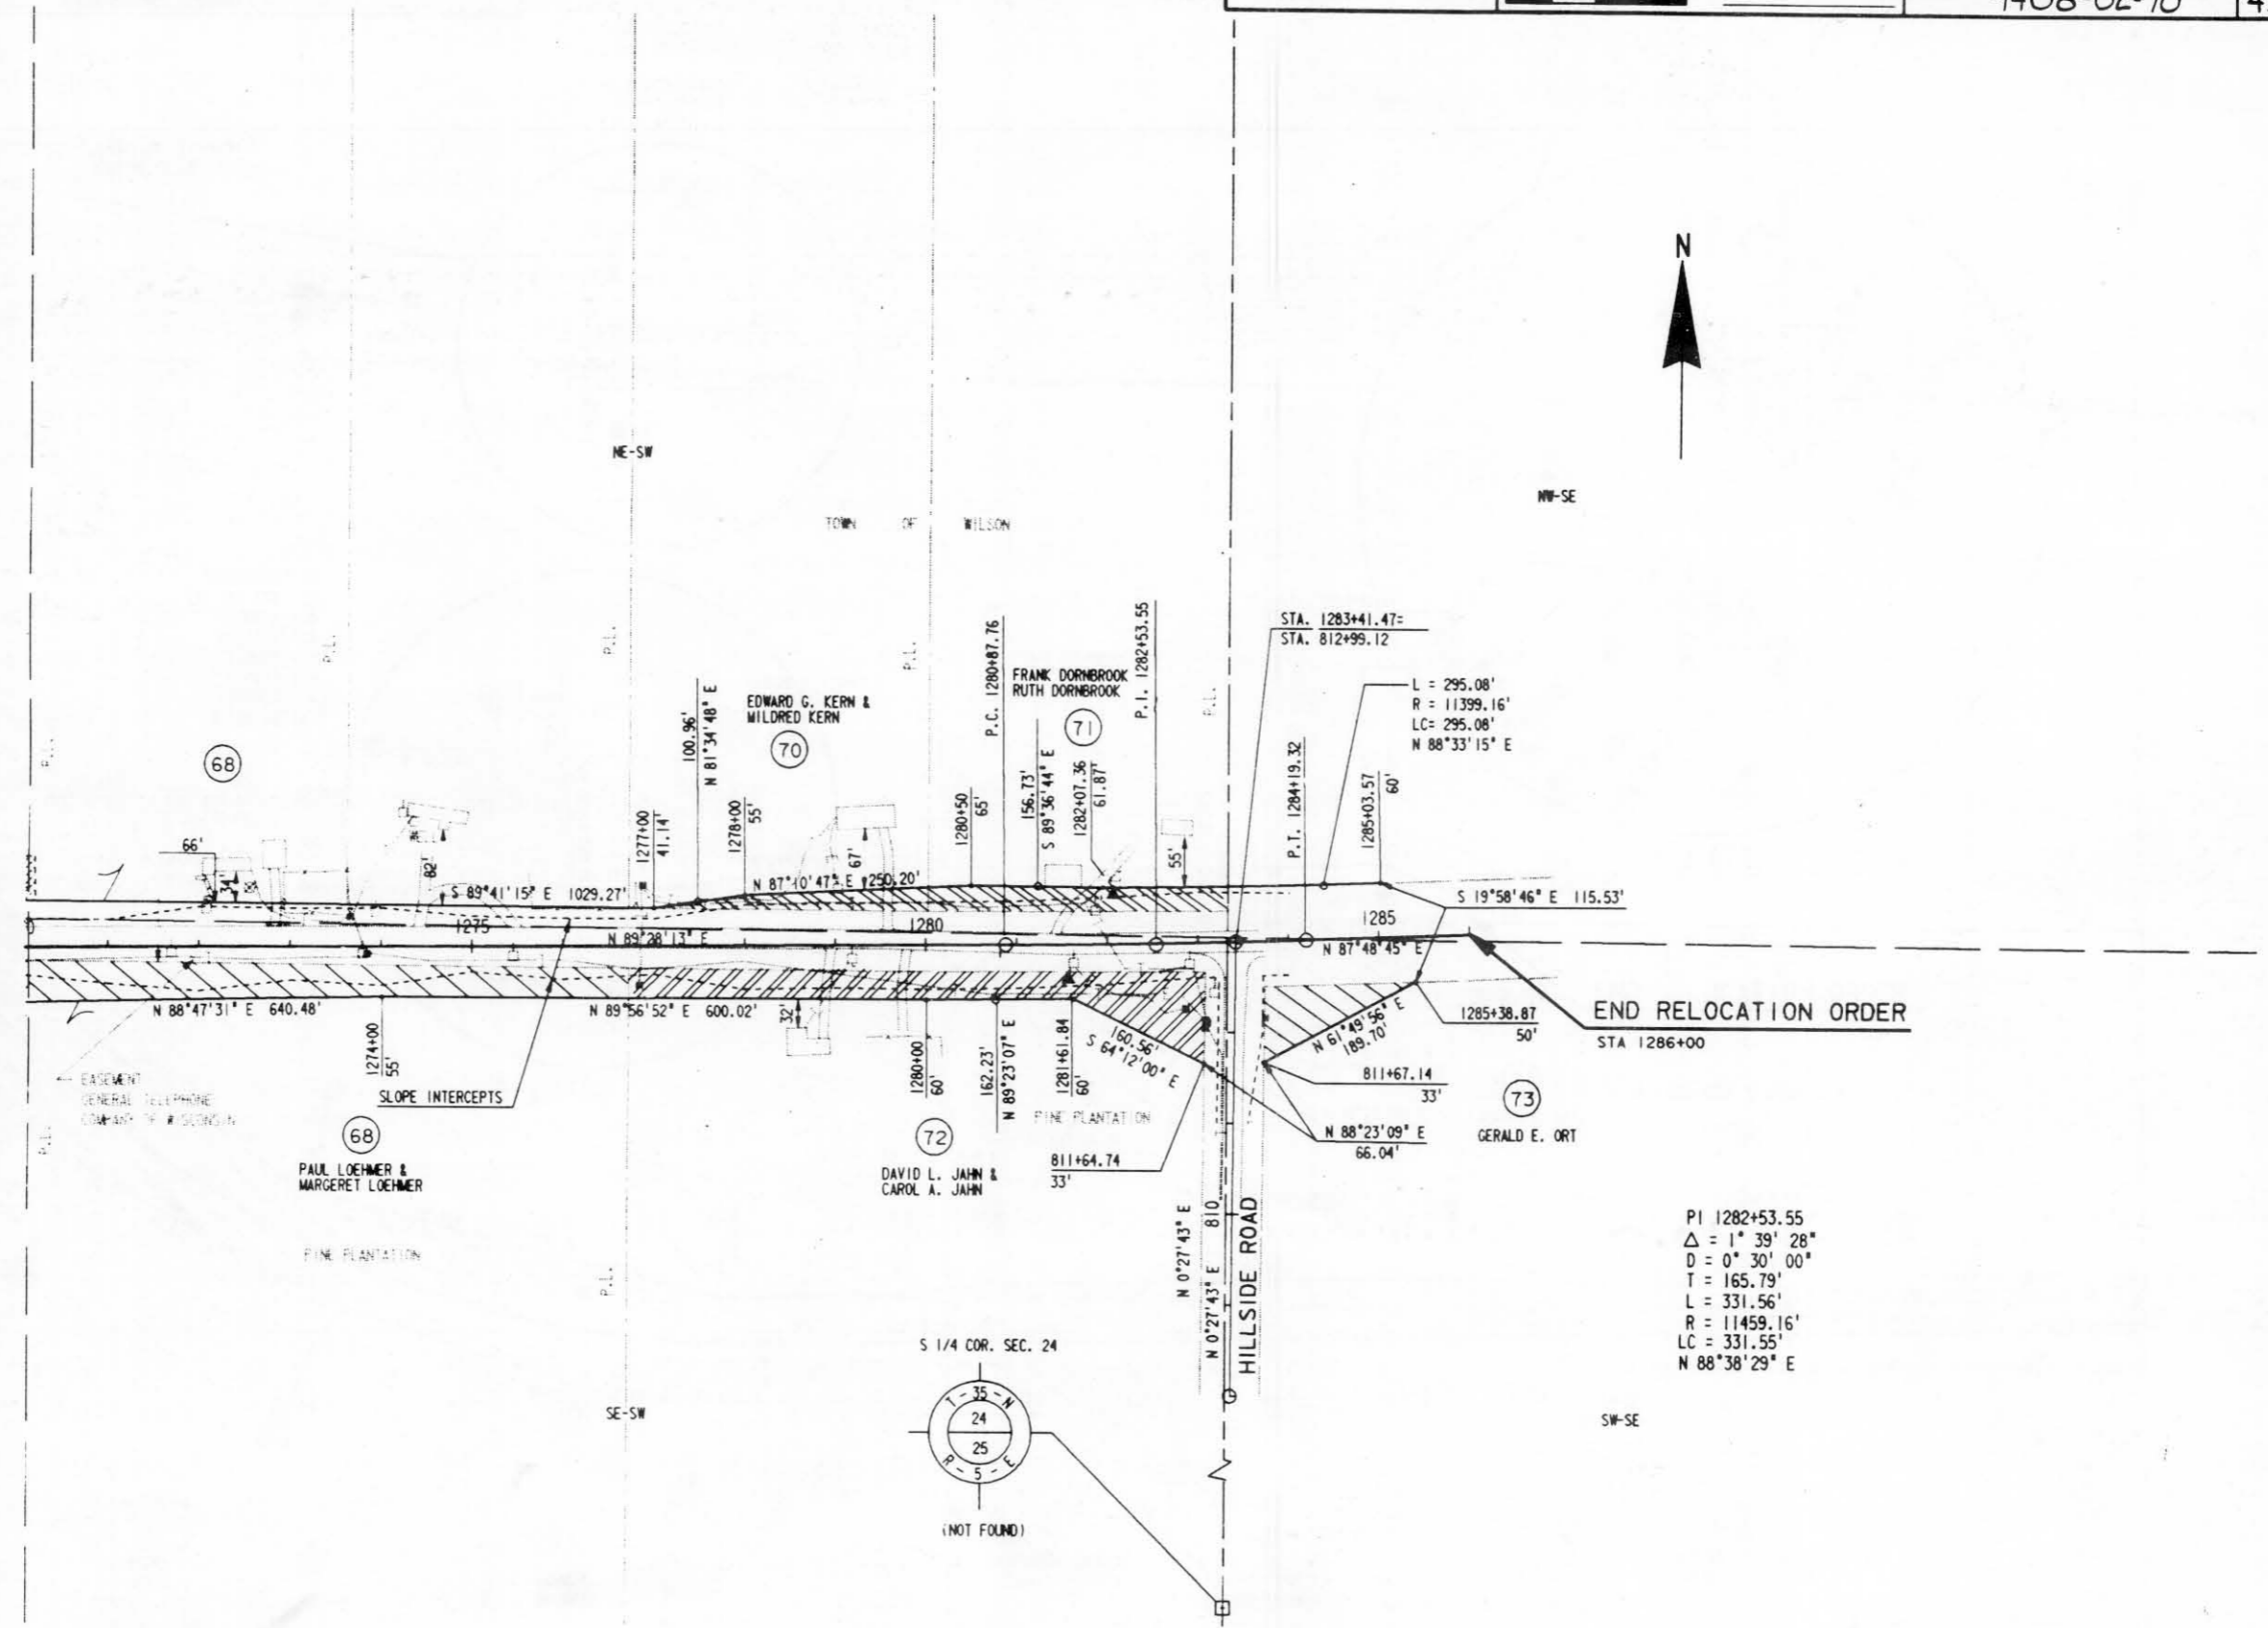 1408-02-70
N
NE-SW
NW-SE
TOWN OF WILSON
P.L.
P.L.
P.L.
P.L.
P.L.
STA. 1283+41.47=
STA. 812+99.12
P.C. 1280+87.76
P.I. 1282+53.55
FRANK DORNBROOK
RUTH DORNBROOK
71
L = 295.08'
R = 11399.16'
LC= 295.08'
N 88°33'15" E
EDWARD G. KERN &
MILDRED KERN
70
100.96'
N 81°34'48" E
68
156.73'
S 89°36'44" E
1282+07.36
61.87'
P.T. 1284+19.32
1285+03.57
60'
1277+00
41.14'
1278+00
55'
1280+50
65'
66'
34'
WELL
82'
67'
55'
S 89°41'15" E 1029.27'
N 87°10'47" E 250.20'
S 19°58'46" E 115.53'
1275
1280
1285
N 89°28'13" E
N 87°48'45" E
N 88°47'31" E 640.48'
N 89°56'52" E 600.02'
32'
1274+00
55'
1280+00
60'
162.23'
N 89°23'07" E
1281+61.84
60'
160.56'
S 64°12'00" E
N 61°49'56" E
189.70'
1285+38.87
50'
END RELOCATION ORDER
STA 1286+00
811+67.14
33'
EASEMENT
GENERAL TELEPHONE
COMPANY OF WISCONSIN
SLOPE INTERCEPTS
P.L.
68
PAUL LOEHMER &
MARGERET LOEHMER
72
DAVID L. JAHN &
CAROL A. JAHN
PINE PLANTATION
811+64.74
33'
N 88°23'09" E
66.04'
73
GERALD E. ORT
PINE PLANTATION
P.L.
N 0°27'43" E
N 0°27'43" E 810
HILLSIDE ROAD
PI 1282+53.55
Δ = 1° 39' 28"
D = 0° 30' 00"
T = 165.79'
L = 331.56'
R = 11459.16'
LC = 331.55'
N 88°38'29" E
S 1/4 COR. SEC. 24
T-35-N
24
25
R-5-E
(NOT FOUND)
SE-SW
SW-SE